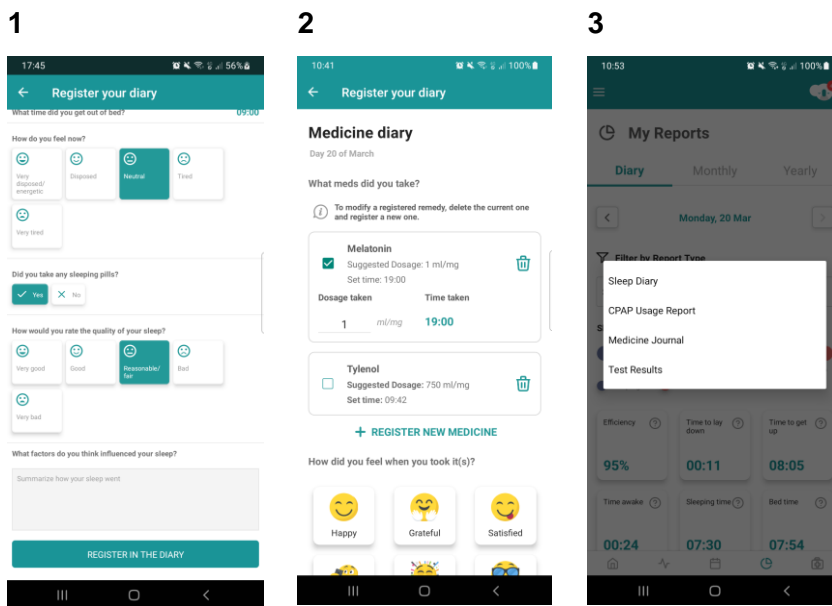 1
17:45
56%
Register your diary
What time did you get out of bed? 09:00
How do you feel now?
Very disposed/ energetic
Disposed
Neutral
Tired
Very tired
Did you take any sleeping pills?
Yes
No
How would you rate the quality of your sleep?
Very good
Good
Reasonable/ fair
Bad
Very bad
What factors do you think influenced your sleep?
Summarize how your sleep went
REGISTER IN THE DIARY
2
10:41
100%
Register your diary
Medicine diary
Day 20 of March
What meds did you take?
To modify a registered remedy, delete the current one
and register a new one.
Melatonin
Suggested Dosage: 1 ml/mg
Set time: 19:00
Dosage taken Time taken
1 ml/mg 19:00
Tylenol
Suggested Dosage: 750 ml/mg
Set time: 09:42
+ REGISTER NEW MEDICINE
How did you feel when you took it(s)?
Happy
Grateful
Satisfied
3
10:53
100%
My Reports
Diary Monthly Yearly
Monday, 20 Mar
Filter by Report Type
Sleep Diary
CPAP Usage Report
Medicine Journal
Test Results
Efficiency
95%
Time to lay down
00:11
Time to get up
08:05
Time awake
00:24
Sleeping time
07:30
Bed time
07:54